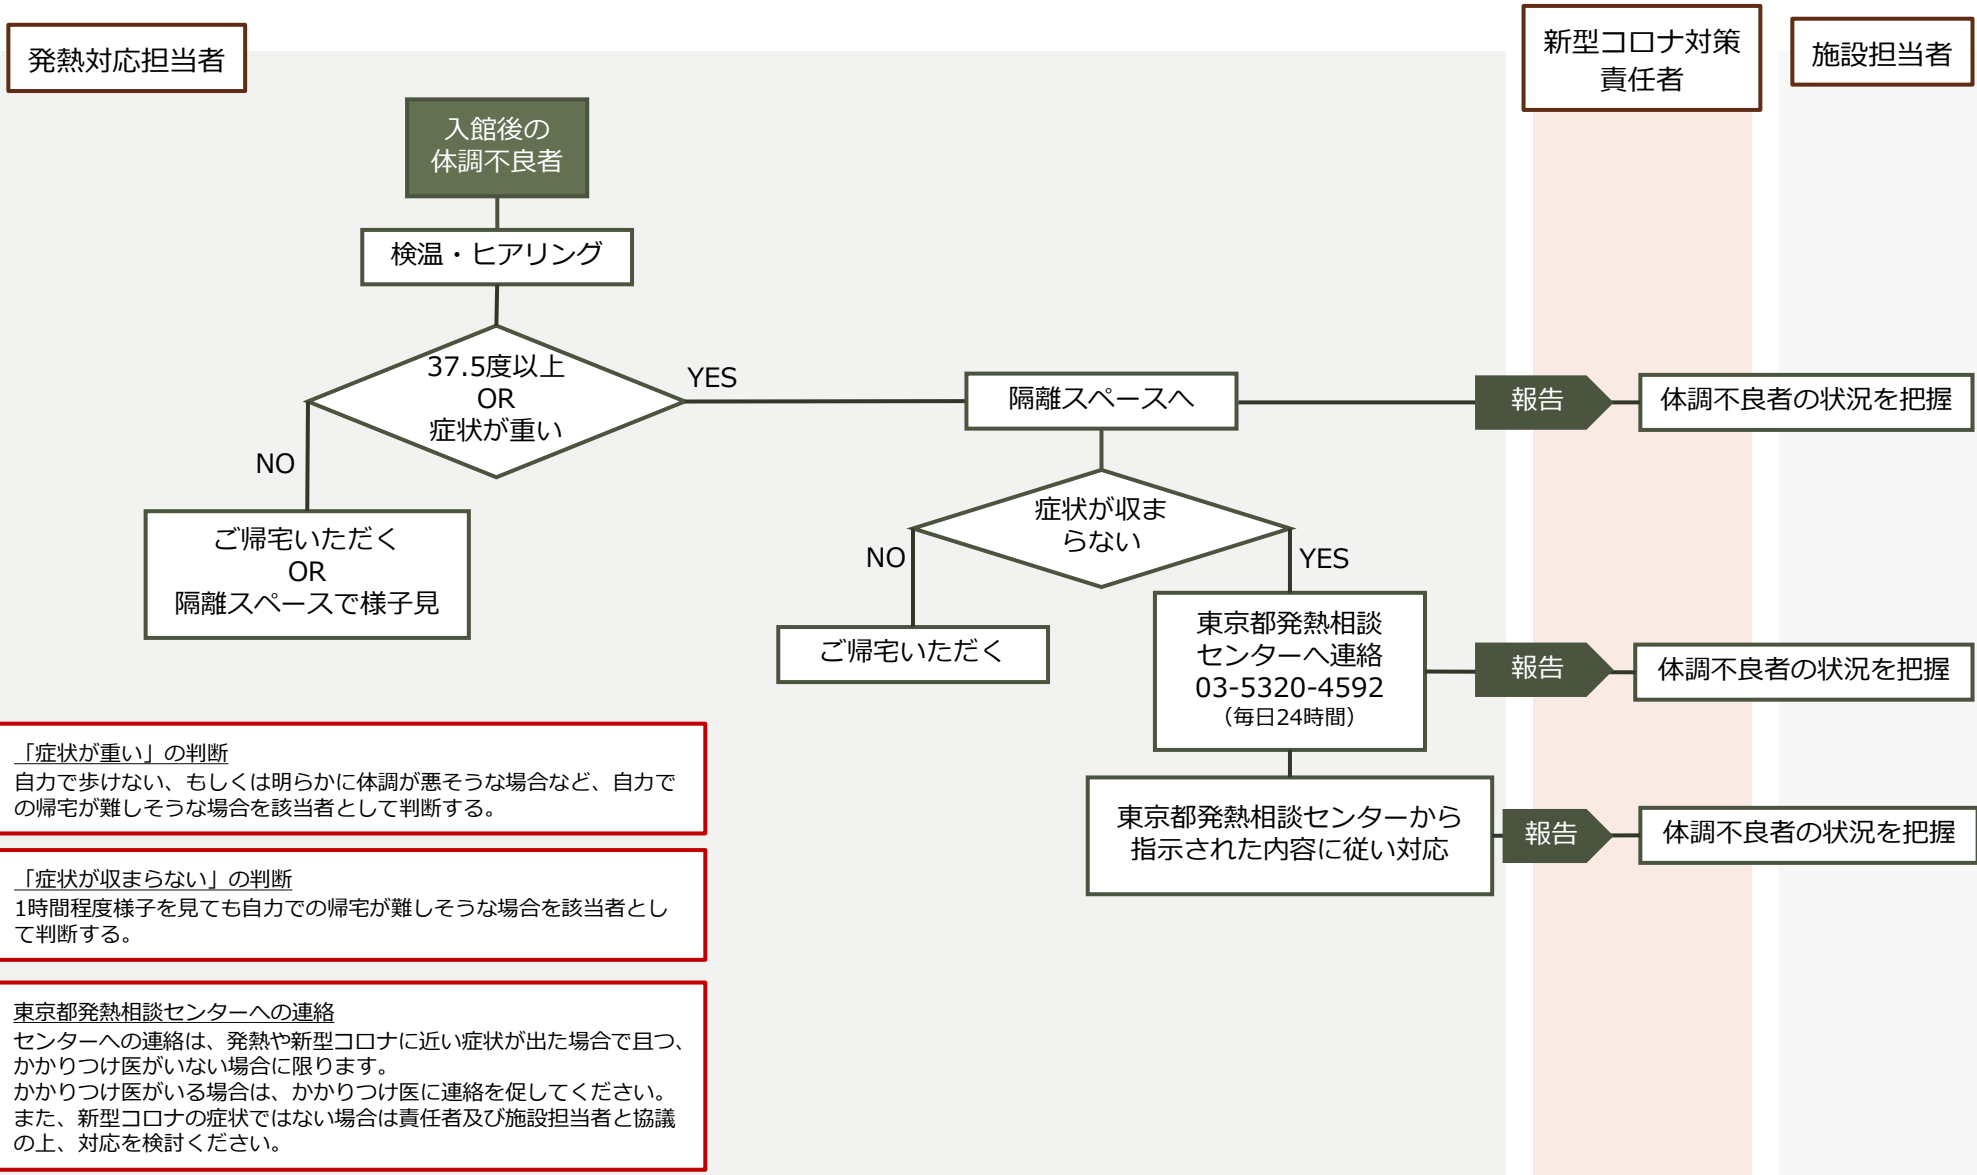 発熱対応担当者
新型コロナ対策
責任者
施設担当者
入館後の
体調不良者
検温・ヒアリング
37.5度以上
OR
症状が重い
YES
NO
隔離スペースへ
報告
体調不良者の状況を把握
ご帰宅いただく
OR
隔離スペースで様子見
症状が収ま
らない
NO
YES
ご帰宅いただく
東京都発熱相談
センターへ連絡
03-5320-4592
（毎日24時間）
報告
体調不良者の状況を把握
東京都発熱相談センターから
指示された内容に従い対応
報告
体調不良者の状況を把握
「症状が重い」の判断
自力で歩けない、もしくは明らかに体調が悪そうな場合など、自力で
の帰宅が難しそうな場合を該当者として判断する。
「症状が収まらない」の判断
1時間程度様子を見ても自力での帰宅が難しそうな場合を該当者とし
て判断する。
東京都発熱相談センターへの連絡
センターへの連絡は、発熱や新型コロナに近い症状が出た場合で且つ、
かかりつけ医がいない場合に限ります。
かかりつけ医がいる場合は、かかりつけ医に連絡を促してください。
また、新型コロナの症状ではない場合は責任者及び施設担当者と協議
の上、対応を検討ください。